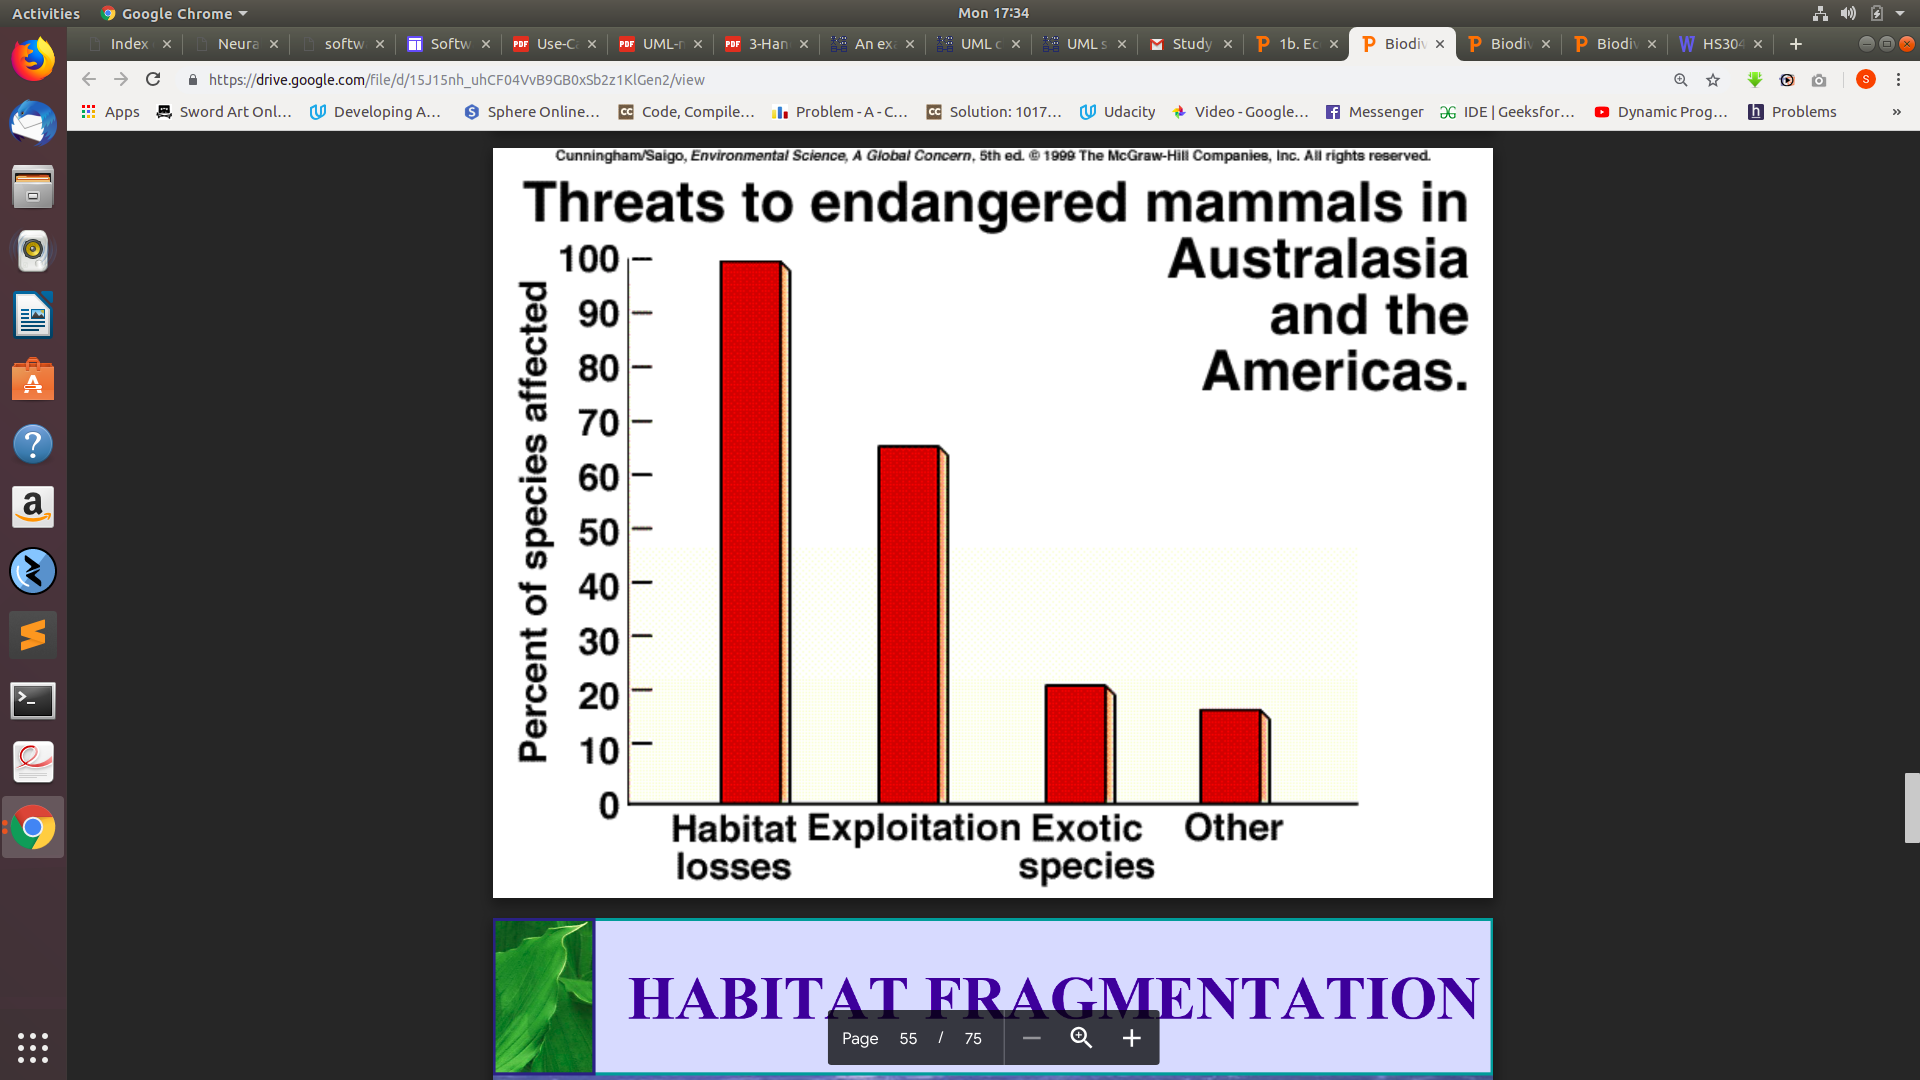 Activities Google Chrome Mon 17:34
Index Neura softw Softw Use-Ca UML-n 3-Han An exa UML c UML s Study 1b. Ec Biodiv Biodiv Biodiv HS304
https://drive.google.com/file/d/15J15nh_uhCF04VvB9GB0xSb2z1KlGen2/view S
Apps Sword Art Onl... Developing A... Sphere Online... Code, Compile... Problem - A - C... Solution: 1017... Udacity Video - Google... Messenger IDE | Geeksfor... Dynamic Prog... Problems »
Cunningham/Saigo, Environmental Science, A Global Concern, 5th ed. © 1999 The McGraw-Hill Companies, Inc. All rights reserved.
Threats to endangered mammals in
Australasia
and the
Americas.
Percent of species affected
100
90
80
70
60
50
40
30
20
10
0
Habitat losses
Exploitation
Exotic species
Other
HABITAT FRAGMENTATION
Page 55 / 75